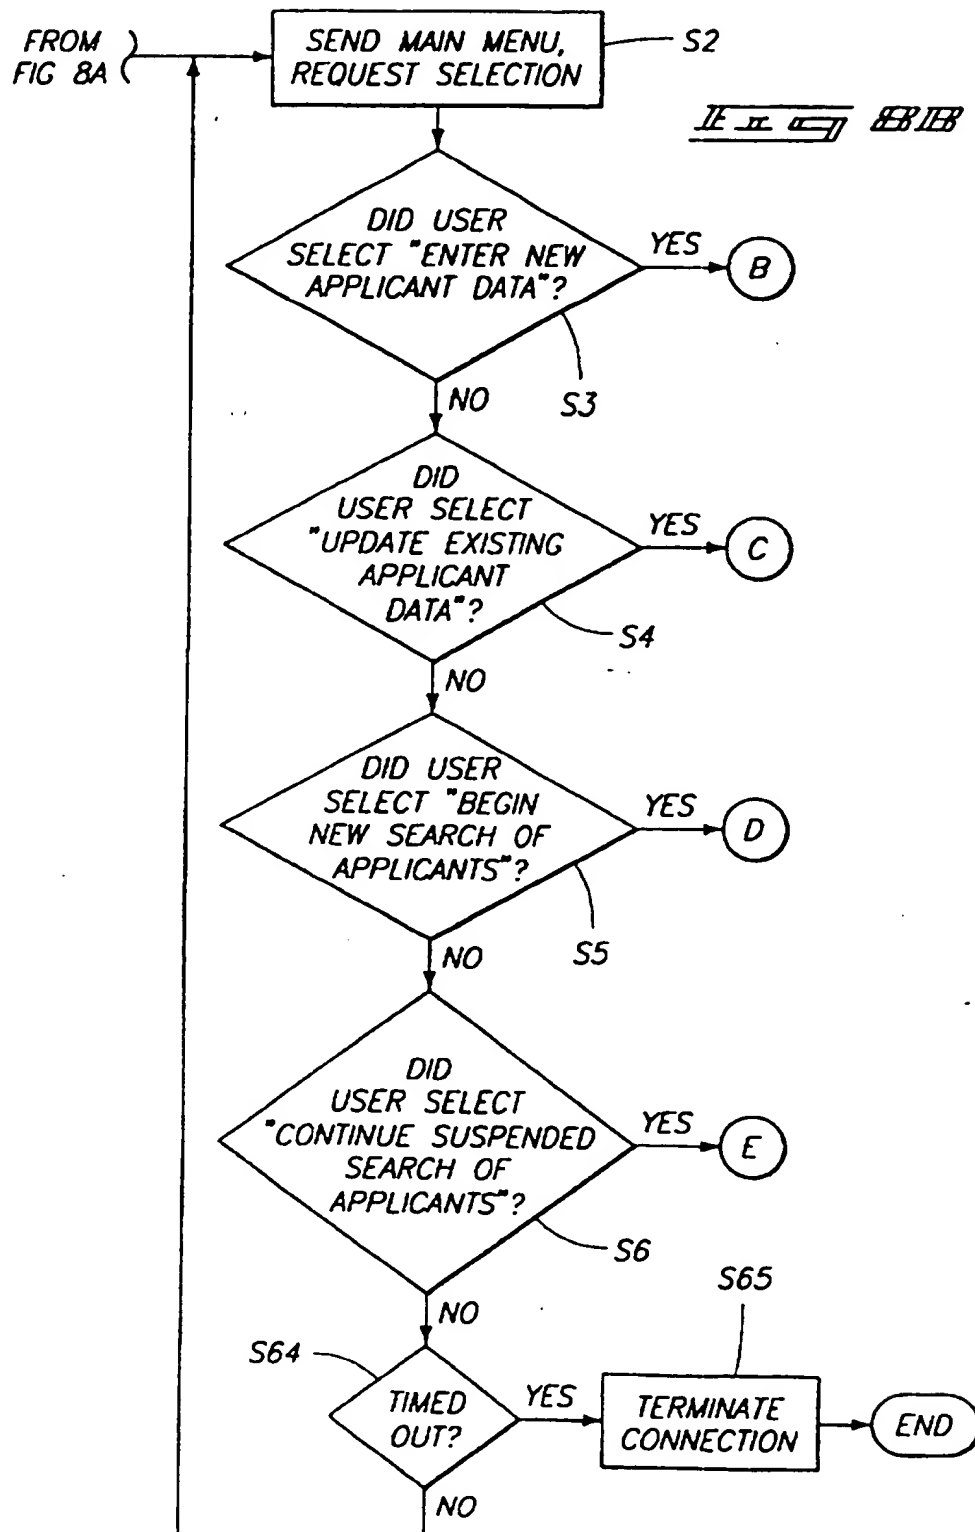 FROM
FIG 8A
SEND MAIN MENU,
REQUEST SELECTION
S2
Fig 8B
DID USER
SELECT "ENTER NEW
APPLICANT DATA"?
YES
B
S3
NO
DID
USER SELECT
"UPDATE EXISTING
APPLICANT
DATA"?
YES
C
S4
NO
DID USER
SELECT "BEGIN
NEW SEARCH OF
APPLICANTS"?
YES
D
S5
NO
DID
USER SELECT
"CONTINUE SUSPENDED
SEARCH OF
APPLICANTS"?
YES
E
S6
NO
S64
TIMED
OUT?
YES
S65
TERMINATE
CONNECTION
END
NO